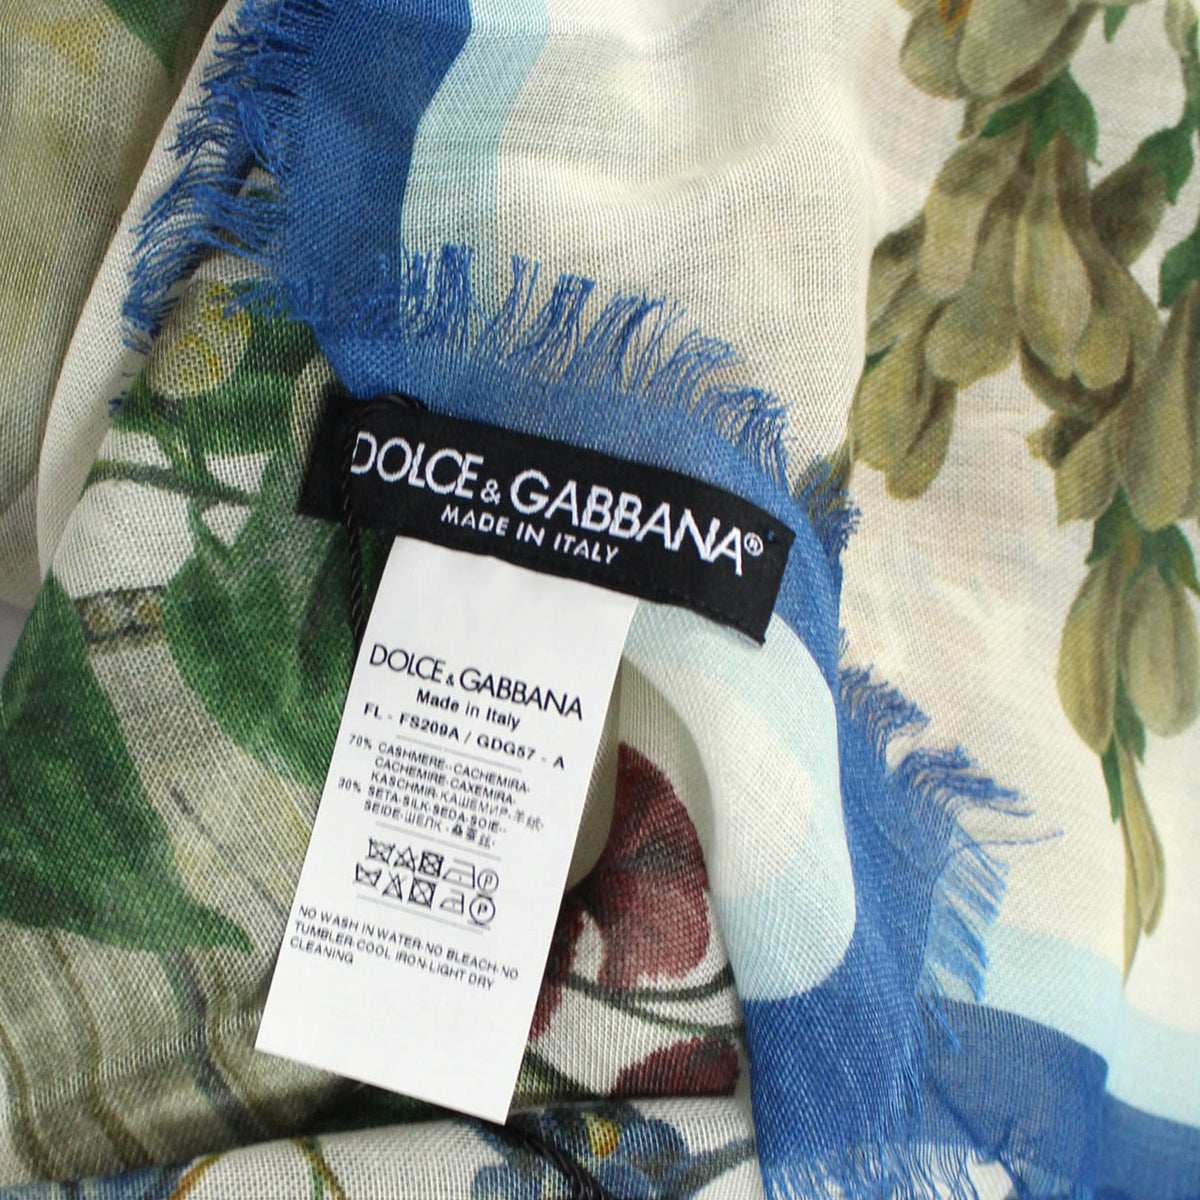 DOLCE & GABBANA®
MADE IN ITALY
DOLCE & GABBANA
Made in Italy
FL - FS209A / GDG57 - A
70% CASHMERE--CACHEMIRA-
CACHEMIRE-CAXEMIRA-
KASCHMIR-КАШЕМИР-羊绒-
30% SETA-SILK-SEDA-SOIE--
SEIDE-ШЕЛК-桑蚕丝-
P
P
NO WASH IN WATER-NO BLEACH-NO
TUMBLER-COOL IRON-LIGHT DRY
CLEANING